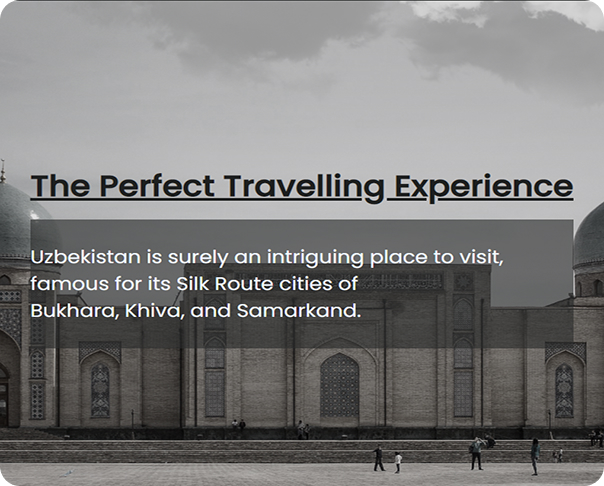 The Perfect Travelling Experience
Uzbekistan is surely an intriguing place to visit,
famous for its Silk Route cities of
Bukhara, Khiva, and Samarkand.